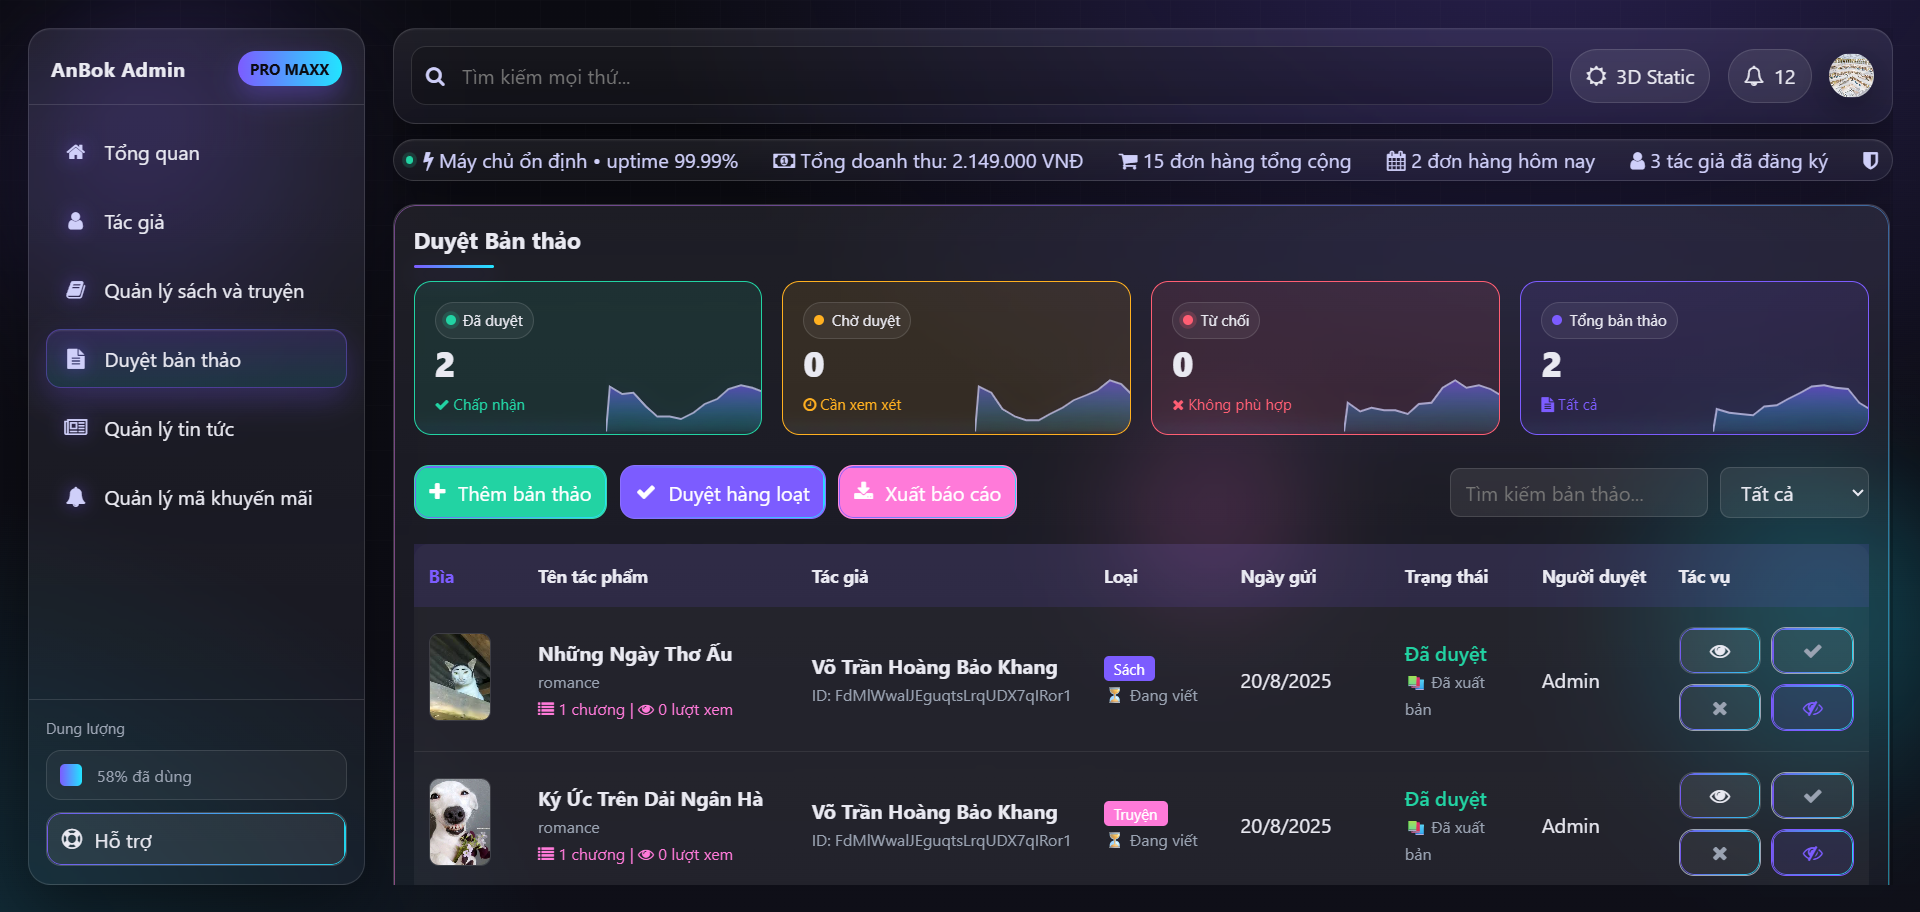 AnBok Admin
PRO MAXX
Tổng quan
Tác giả
Quản lý sách và truyện
Duyệt bản thảo
Quản lý tin tức
Quản lý mã khuyến mãi
Dung lượng
58% đã dùng
Hỗ trợ
Tìm kiếm mọi thứ...
3D Static
12
Máy chủ ổn định • uptime 99.99%
Tổng doanh thu: 2.149.000 VNĐ
15 đơn hàng tổng cộng
2 đơn hàng hôm nay
3 tác giả đã đăng ký
Duyệt Bản thảo
Đã duyệt
2
Chấp nhận
Chờ duyệt
0
Cần xem xét
Từ chối
0
Không phù hợp
Tổng bản thảo
2
Tất cả
Thêm bản thảo
Duyệt hàng loạt
Xuất báo cáo
Tìm kiếm bản thảo...
Tất cả
Bìa Tên tác phẩm Tác giả Loại Ngày gửi Trạng thái Người duyệt Tác vụ
Những Ngày Thơ Ấu
romance
1 chương | 0 lượt xem
Võ Trần Hoàng Bảo Khang
ID: FdMlWwalJEguqtsLrqUDX7qlRor1
Sách
Đang viết
20/8/2025
Đã duyệt
Đã xuất
bản
Admin
Ký Ức Trên Dải Ngân Hà
romance
1 chương | 0 lượt xem
Võ Trần Hoàng Bảo Khang
ID: FdMlWwalJEguqtsLrqUDX7qlRor1
Truyện
Đang viết
20/8/2025
Đã duyệt
Đã xuất
bản
Admin